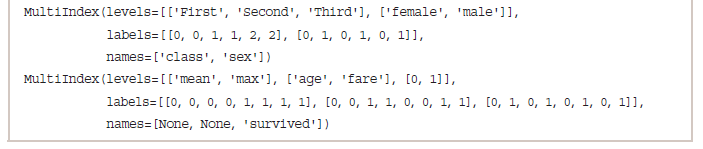 MultiIndex(levels=[['First', 'Second', 'Third'], ['female', 'male']],
labels=[[0, 0, 1, 1, 2, 2], [0, 1, 0, 1, 0, 1]],
names=['class', 'sex'])
MultiIndex(levels=[['mean', 'max'], ['age', 'fare'], [0, 1]],
labels=[[0, 0, 0, 0, 1, 1, 1, 1], [0, 0, 1, 1, 0, 0, 1, 1], [0, 1, 0, 1, 0, 1, 0, 1]],
names=[None, None, 'survived'])